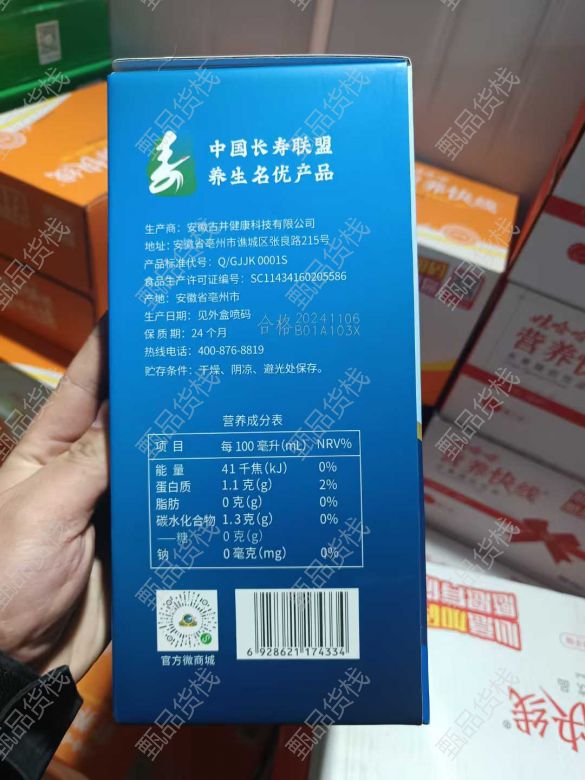 中国长寿联盟
养生名优产品
生产商：安徽古井健康科技有限公司
地址：安徽省亳州市谯城区张良路215号
产品标准代号：Q/GJJK 0001S
食品生产许可证编号：SC11434160205586
产地：安徽省亳州市
生产日期：见外盒喷码
合格 20241106
B01A103X
保质期：24个月
热线电话：400-876-8819
贮存条件：干燥、阴凉、避光处保存。
营养成分表
项目 每100毫升(mL) NRV%
能量 41千焦(kJ) 0%
蛋白质 1.1克(g) 2%
脂肪 0克(g) 0%
碳水化合物 1.3克(g) 0%
——糖 0克(g)
钠 0毫克(mg) 0%
官方微商城
6 928621 174334
养快线
营养快线
快线
甄品货栈